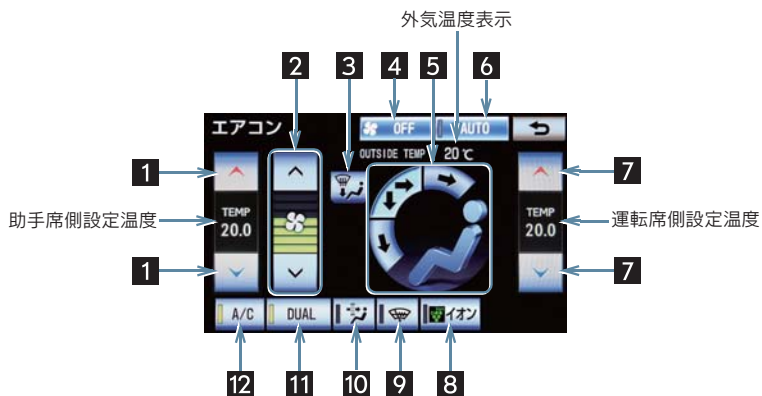 外気温度表示
2 3 4 5 6
エアコン OFF AUTO
OUTSIDE TEMP 20℃
1 7
助手席側設定温度 TEMP TEMP 運転席側設定温度
20.0 20.0
1 7
A/C DUAL イオン
12 11 10 9 8